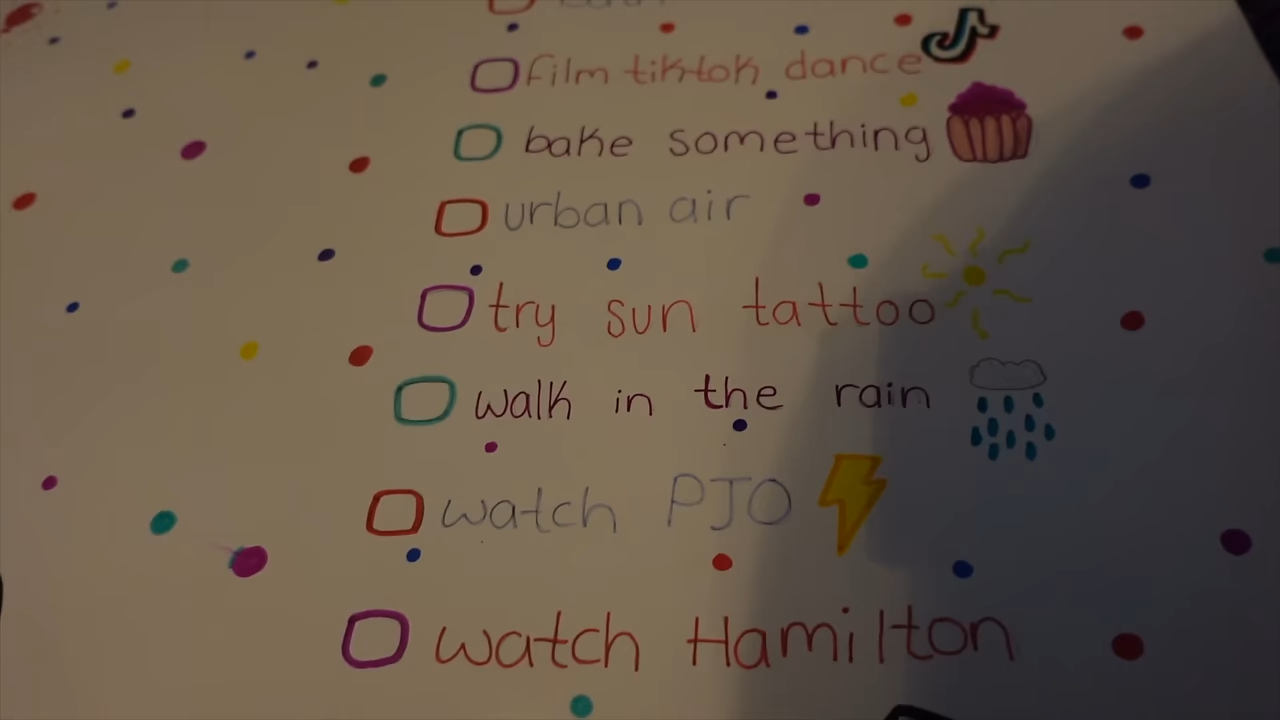 film tiktok dance
bake something
urban air
try sun tattoo
walk in the rain
watch PJO
watch Hamilton